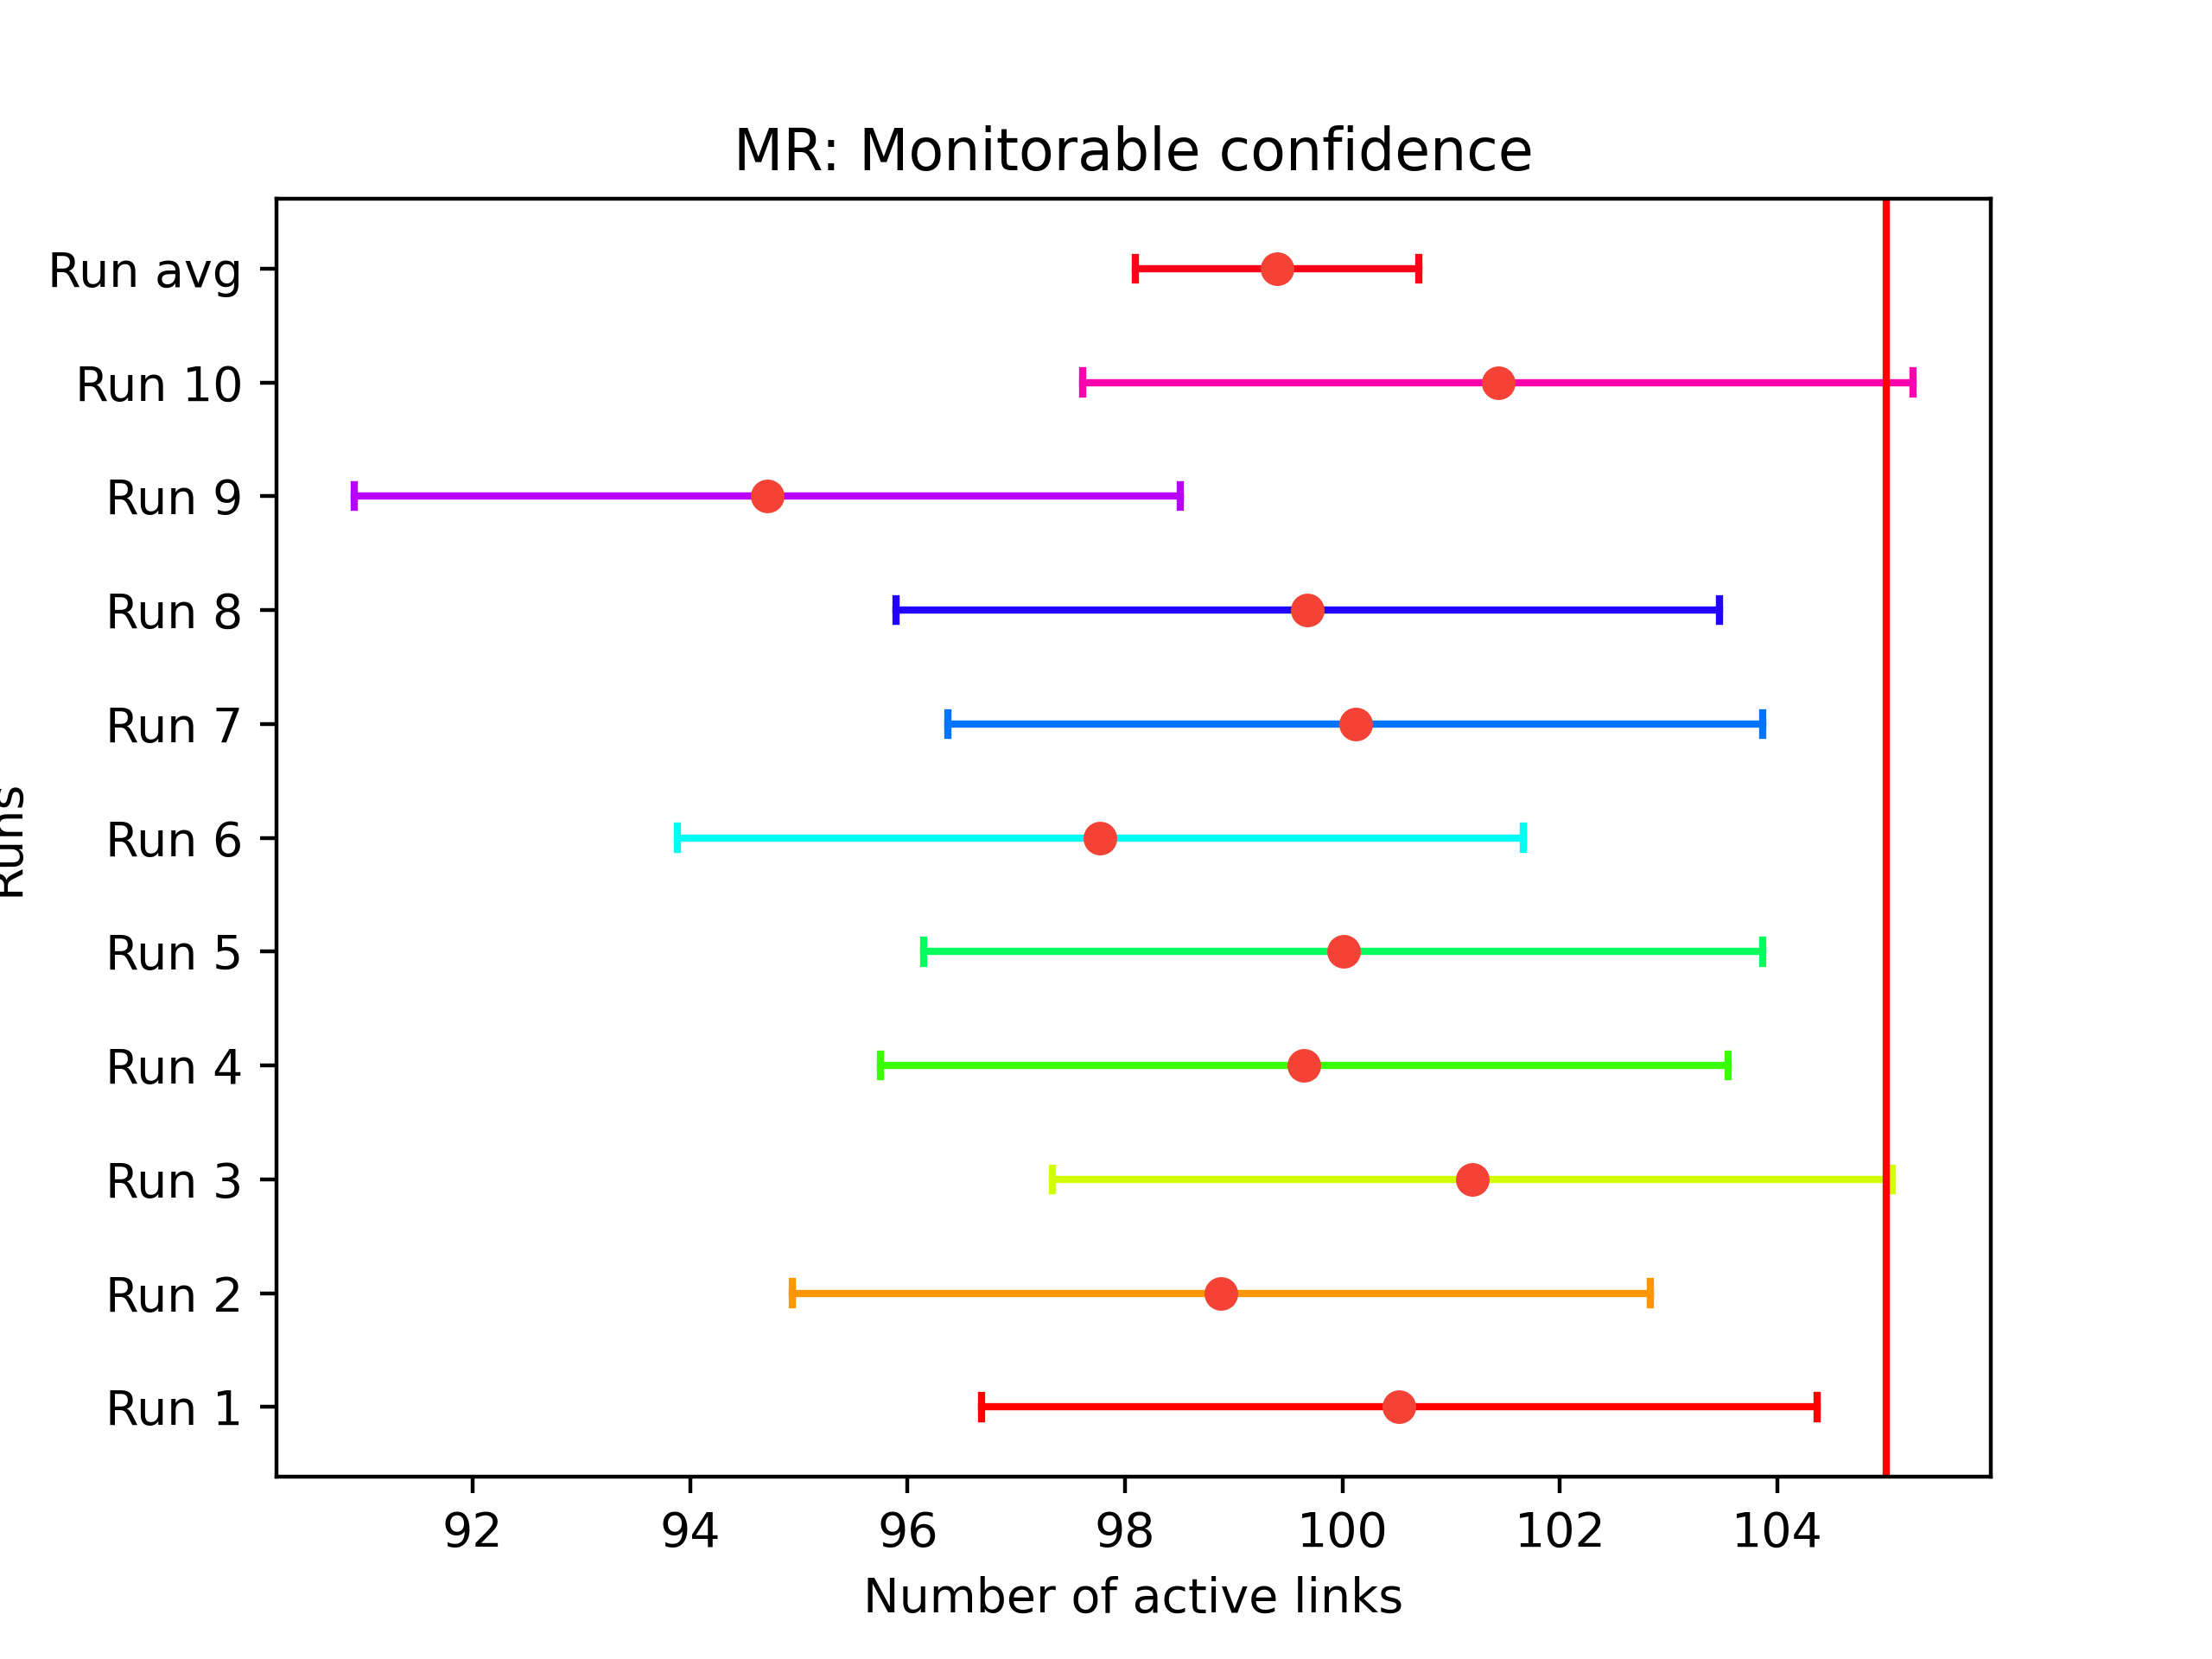 MR: Monitorable confidence
Run avg
Run 10
Run 9
Run 8
Run 7
Run 6
Run 5
Run 4
Run 3
Run 2
Run 1
Runs
92 94 96 98 100 102 104
Number of active links